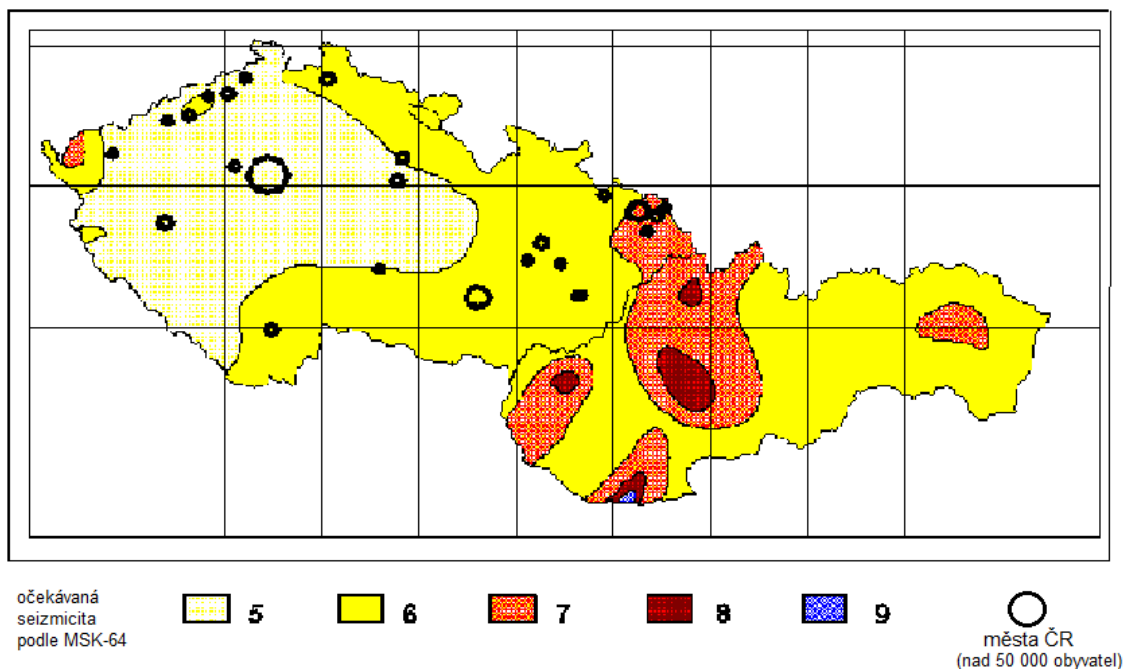 očekávaná
seizmicita
podle MSK-64
5
6
7
8
9
města ČR
(nad 50 000 obyvatel)